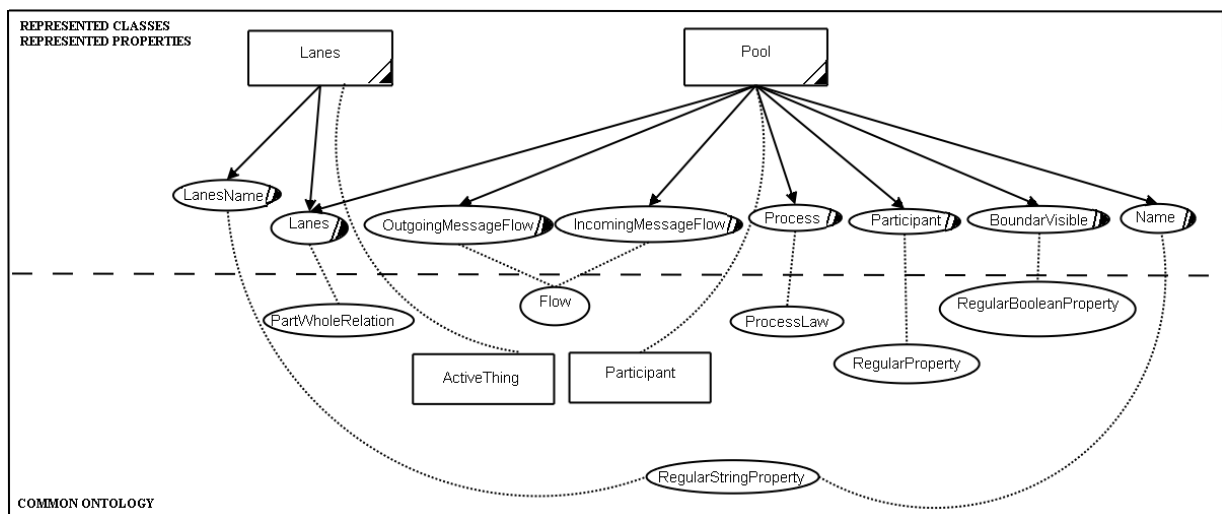 REPRESENTED CLASSES
REPRESENTED PROPERTIES
Lanes
Pool
LanesName
Lanes
OutgoingMessageFlow
IncomingMessageFlow
Process
Participant
BoundarVisible
Name
PartWholeRelation
Flow
ProcessLaw
RegularBooleanProperty
RegularProperty
ActiveThing
Participant
RegularStringProperty
COMMON ONTOLOGY